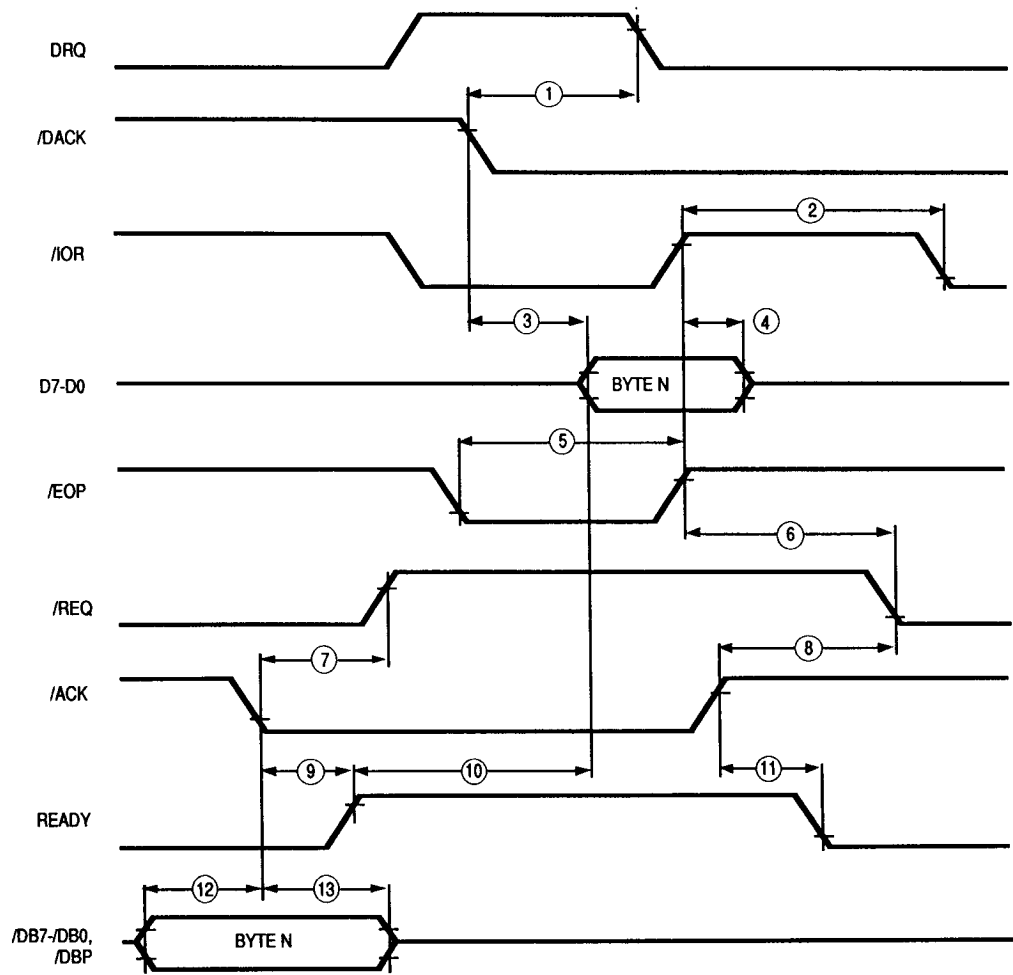 DRQ
①
/DACK
②
/IOR
③
④
D7-D0
BYTE N
⑤
/EOP
⑥
/REQ
⑦
⑧
/ACK
⑨
⑩
⑪
READY
⑫
⑬
/DB7-/DB0,
/DBP
BYTE N